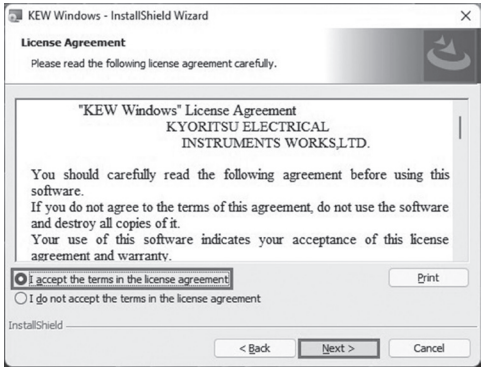 KEW Windows - InstallShield Wizard
License Agreement
Please read the following license agreement carefully.
"KEW Windows" License Agreement
KYORITSU ELECTRICAL
INSTRUMENTS WORKS,LTD.
You should carefully read the following agreement before using this
software.
If you do not agree to the terms of this agreement, do not use the software
and destroy all copies of it.
Your use of this software indicates your acceptance of this license
agreement and warranty.
I accept the terms in the license agreement
Print
I do not accept the terms in the license agreement
InstallShield
< Back
Next >
Cancel